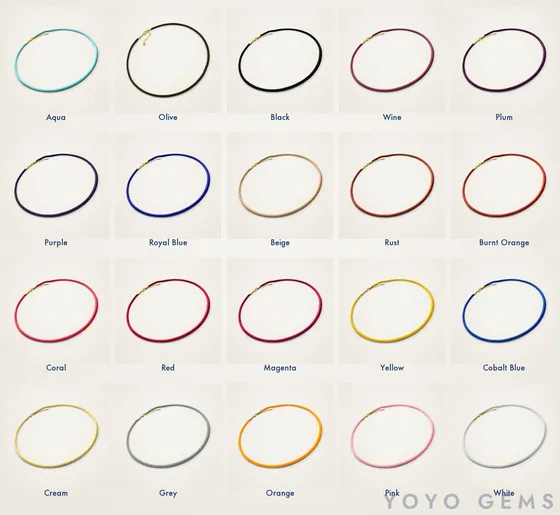 Aqua Olive Black Wine Plum
Purple Royal Blue Beige Rust Burnt Orange
Coral Red Magenta Yellow Cobalt Blue
Cream Grey Orange Pink White
YOYO GEMS